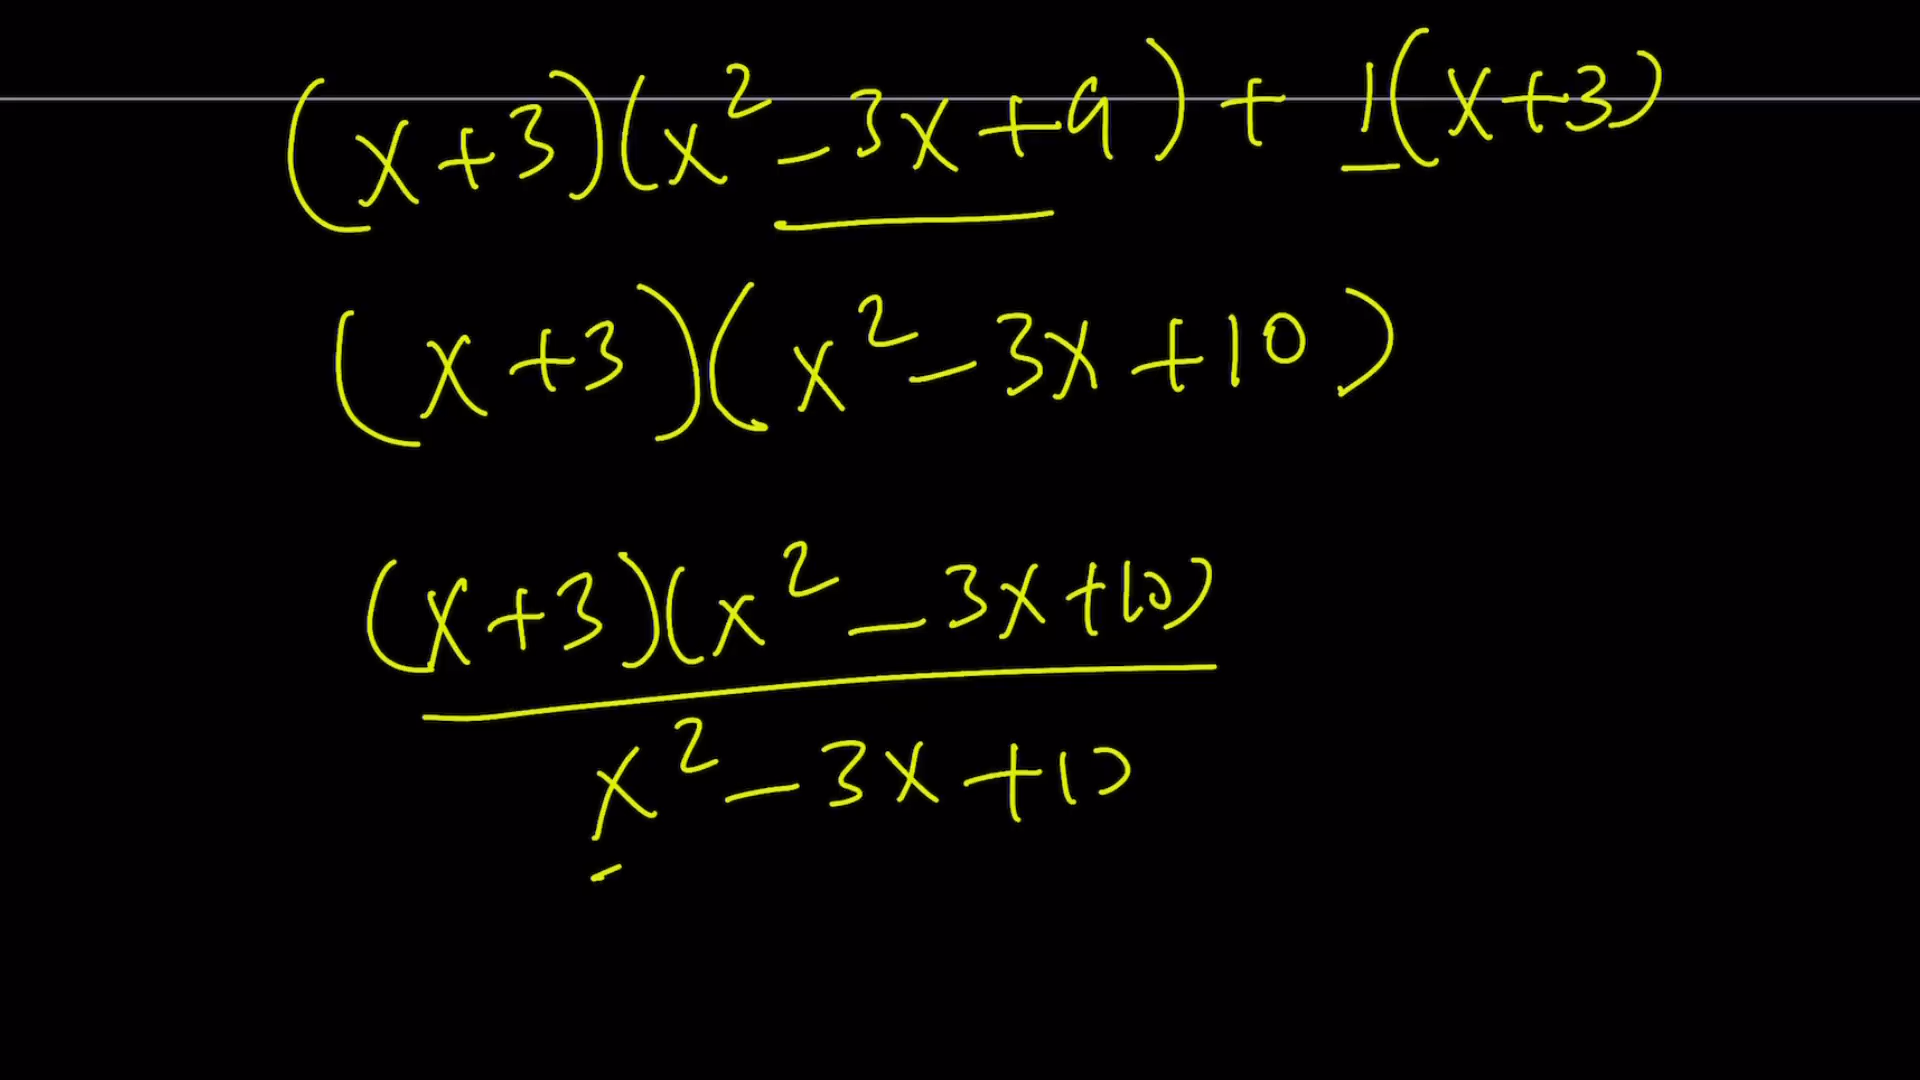 (x+3)(x² - 3x + 9) + 1(x+3)
(x+3)(x² - 3x + 10)
(x+3)(x² - 3x + 10)
x² - 3x + 10